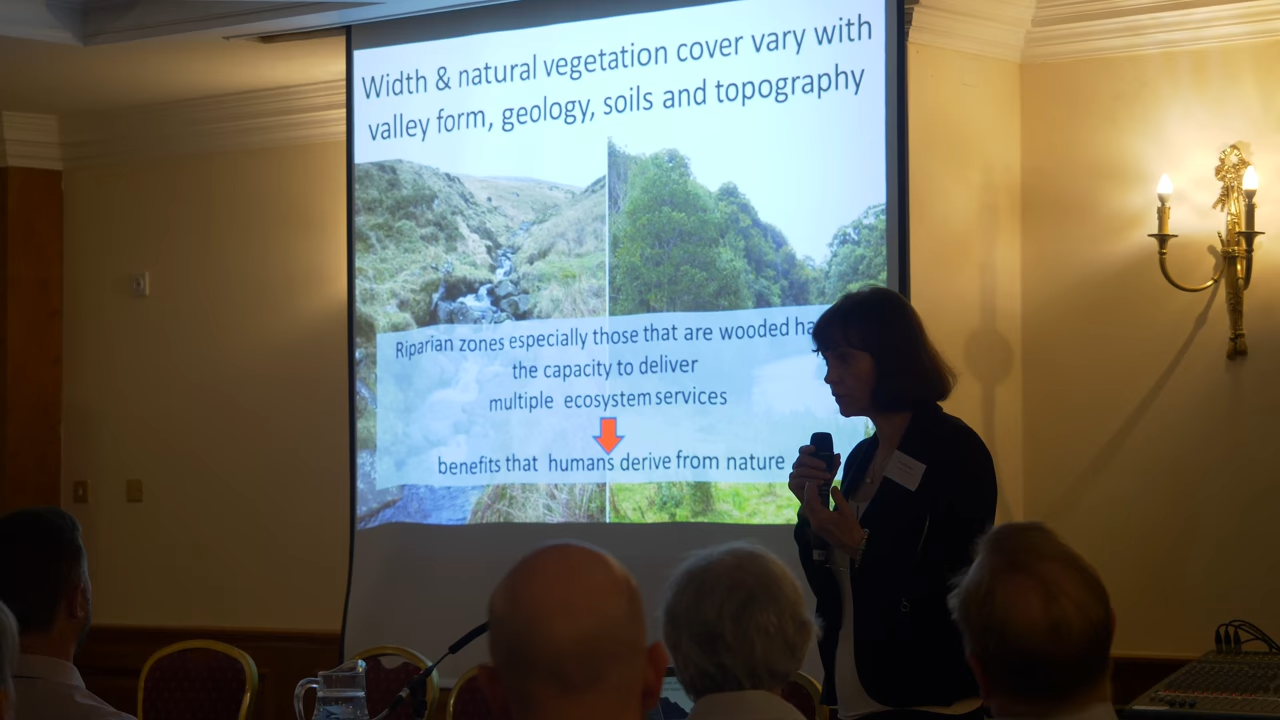 Width & natural vegetation cover vary with
valley form, geology, soils and topography
Riparian zones especially those that are wooded ha
the capacity to deliver
multiple ecosystem services
benefits that humans derive from nature